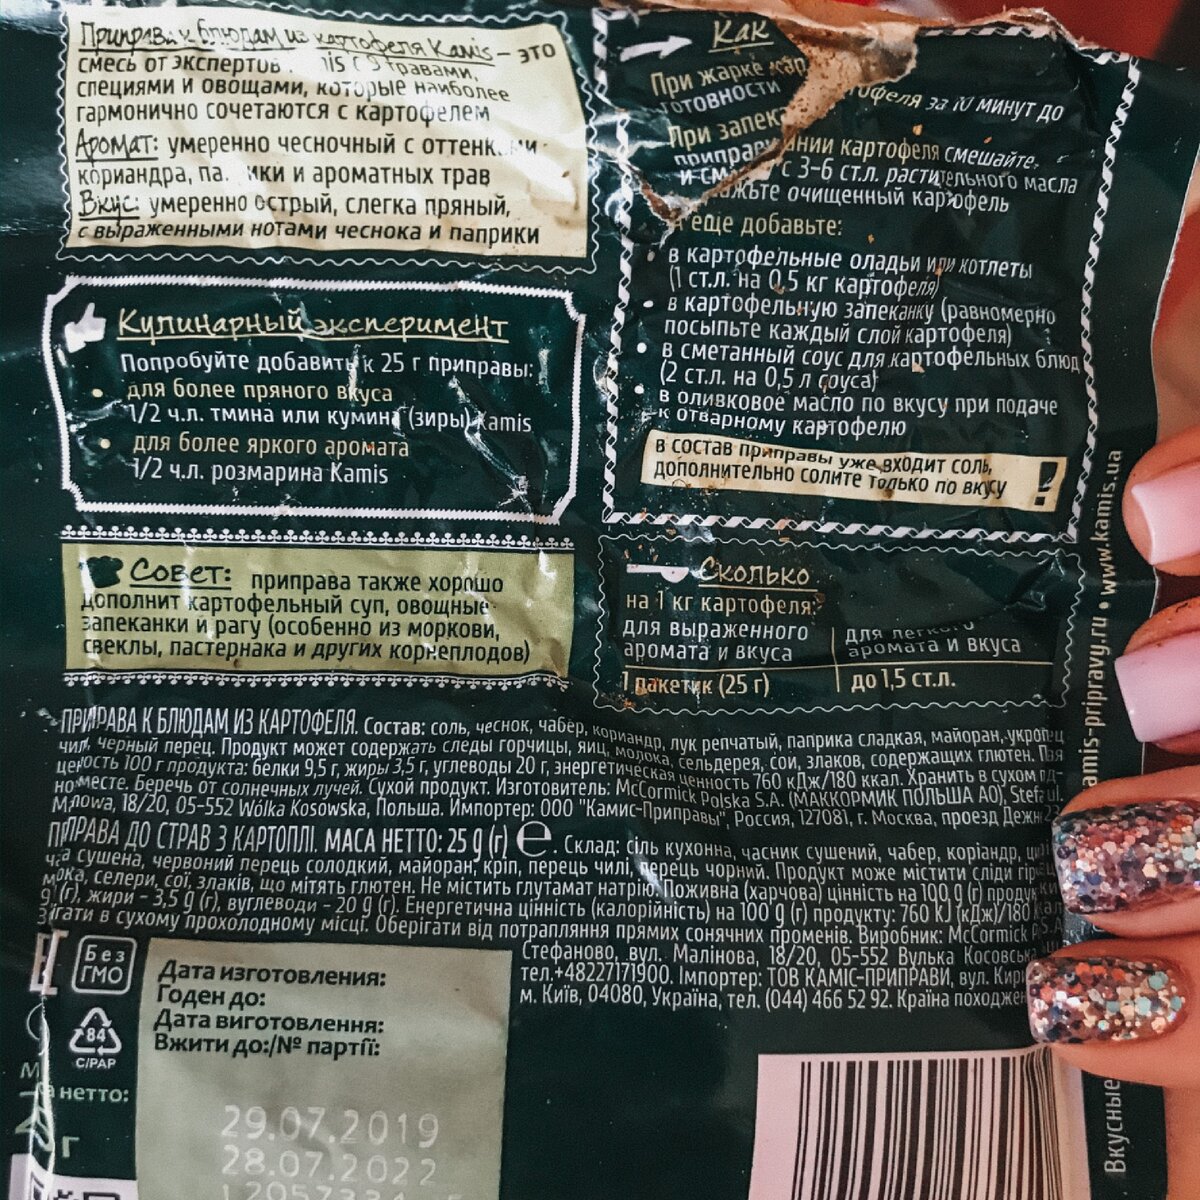 Приправа к блюдам из картофеля Kamis – это
смесь от экспертов с 9 травами,
специями и овощами, которые наиболее
гармонично сочетаются с картофелем
Аромат: умеренно чесночный с оттенками
кориандра, и ароматных трав
Вкус: умеренно острый, слегка пряный,
с выраженными нотами чеснока и паприки
Кулинарный эксперимент
Попробуйте добавить к 25 г приправы:
• для более пряного вкуса
1/2 ч.л. тмина или кумина (зиры) Kamis
• для более яркого аромата
1/2 ч.л. розмарина Kamis
Совет: приправа также хорошо
дополнит картофельный суп, овощные
запеканки и рагу (особенно из моркови,
свеклы, пастернака и других корнеплодов)
Как
При жарке за 10 минут до
готовности
При картофеля смешайте
с 3-6 ст.л. растительного масла
очищенный картофель
еще добавьте:
• в картофельные оладьи или котлеты
(1 ст.л. на 0,5 кг картофеля)
• в картофельную запеканку (равномерно
посыпьте каждый слой картофеля)
• в сметанный соус для картофельных блюд
(2 ст.л. на 0,5 л соуса)
• в оливковое масло по вкусу при подаче
к отварному картофелю
в состав приправы уже входит соль,
дополнительно солите только по вкусу !
Сколько
на 1 кг картофеля:
для выраженного
аромата и вкуса
1 пакетик (25 г)
для легкого
аромата и вкуса
до 1,5 ст.л.
ПРИПРАВА К БЛЮДАМ ИЗ КАРТОФЕЛЯ. Состав: соль, чеснок, чабер, кориандр, лук репчатый, паприка сладкая, майоран, укроп,
чили, черный перец. Продукт может содержать следы горчицы, яиц, молока, сельдерея, сои, злаков, содержащих глютен.
ценность 100 г продукта: белки 9,5 г, жиры 3,5 г, углеводы 20 г, энергетическая ценность 760 кДж/180 ккал. Хранить в сухом
месте. Беречь от солнечных лучей. Сухой продукт. Изготовитель: McCormick Polska S.A. (МАККОРМИК ПОЛЬША АО), ul.
18/20, 05-552 Wólka Kosowska, Польша. Импортер: ООО "Камис-Приправы", Россия, 127081, г. Москва, проезд
ПРИПРАВА ДО СТРАВ З КАРТОПЛІ. МАСА НЕТТО: 25 g (г) ℮. Склад: сіль кухонна, часник сушений, чабер, коріандр,
сушена, червоний перець солодкий, майоран, кріп, перець чилі, перець чорний. Продукт може містити сліди
селери, сої, злаків, що мітять глютен. Не містить глутамат натрію. Поживна (харчова) цінність на 100 g (г)
g (г), жири – 3,5 g (г), вуглеводи – 20 g (г). Енергетична цінність (калорійність) на 100 g (г) продукту: 760 kJ (кДж)/180
в сухому прохолодному місці. Оберігати від потрапляння прямих сонячних променів. Виробник: McCormick
Стефаново, вул. Малінова, 18/20, 05-552 Вулька
тел.+48227171900. Імпортер: ТОВ КАМІС-ПРИПРАВИ, вул.
м. Київ, 04080, Україна, тел. (044) 466 52 92. Країна
Без
ГМО
84
C/PAP
нетто:
г
Дата изготовления:
Годен до:
Дата виготовлення:
Вжити до:/№ партії:
29.07.2019
28.07.2022
kamis-pripravy.ru • www.kamis.ua
Вкусные